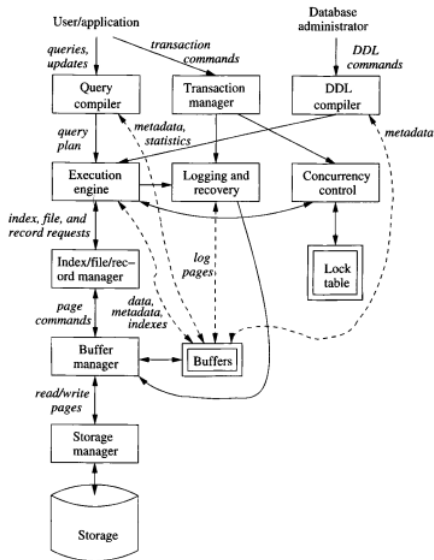 User/application
Database
administrator
queries,
updates
transaction
commands
DDL
commands
Query
compiler
Transaction
manager
DDL
compiler
query
plan
metadata,
statistics
metadata
Execution
engine
Logging and
recovery
Concurrency
control
index, file, and
record requests
log
pages
Index/file/rec–
ord manager
Lock
table
page
commands
data,
metadata,
indexes
Buffer
manager
Buffers
read/write
pages
Storage
manager
Storage